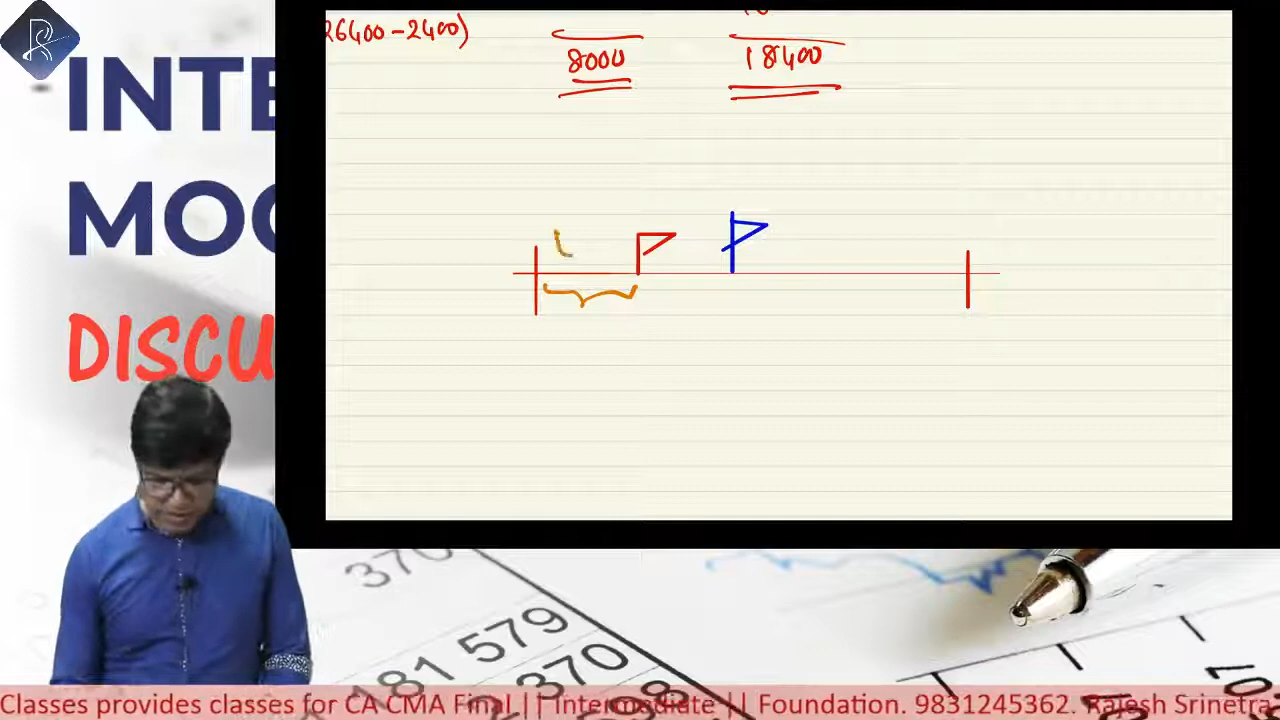 26400-2400)
8000
18400
INTE
MOC
DISCU
370
181 579
370
Classes provides classes for CA CMA Final || Intermediate || Foundation. 9831245362. Rajesh Srinetra